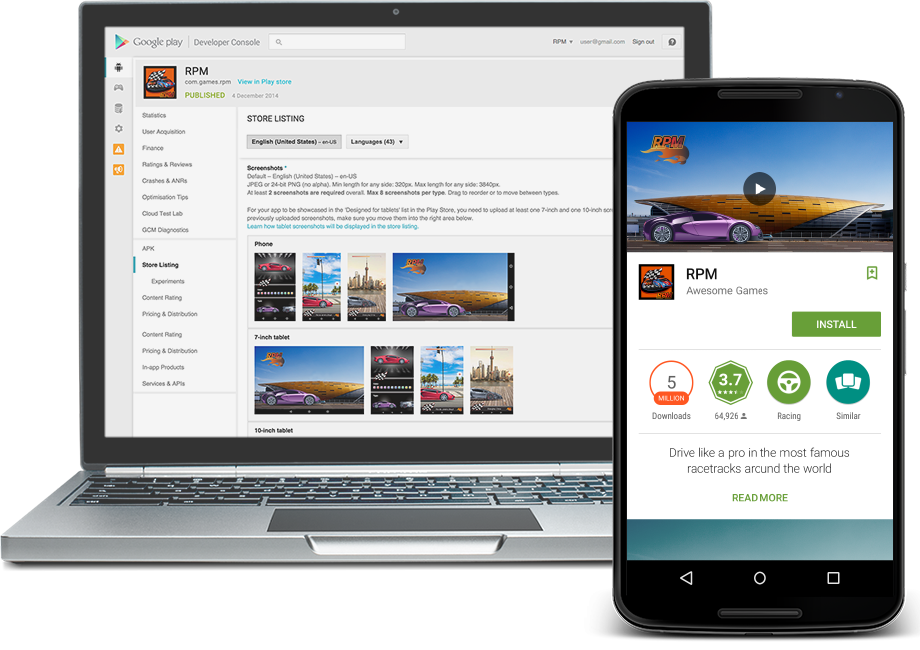 Google play
Developer Console
RPM
user@gmail.com
Sign out
RPM
com.games.rpm
View in Play store
PUBLISHED
4 December 2014
Statistics
User Acquisition
Finance
Ratings & Reviews
Crashes & ANRs
Optimisation Tips
Cloud Test Lab
GCM Diagnostics
APK
Store Listing
Experiments
Content Rating
Pricing & Distribution
Content Rating
Pricing & Distribution
In-app Products
Services & APIs
STORE LISTING
English (United States) – en-US
Languages (43)
Screenshots *
Default – English (United States) – en-US
JPEG or 24-bit PNG (no alpha). Min length for any side: 320px. Max length for any side: 3840px.
At least 2 screenshots are required overall. Max 8 screenshots per type. Drag to reorder or to move between types.
For your app to be showcased in the 'Designed for tablets' list in the Play Store, you need to upload at least one 7-inch and one 10-inch scr
previously uploaded screenshots, make sure you move them into the right area below.
Learn how tablet screenshots will be displayed in the store listing.
Phone
RPM
7-inch tablet
RPM
10-inch tablet
RPM
RPM
Awesome Games
INSTALL
5
MILLION
Downloads
3.7
64,926
Racing
Similar
Drive like a pro in the most famous
racetracks around the world
READ MORE